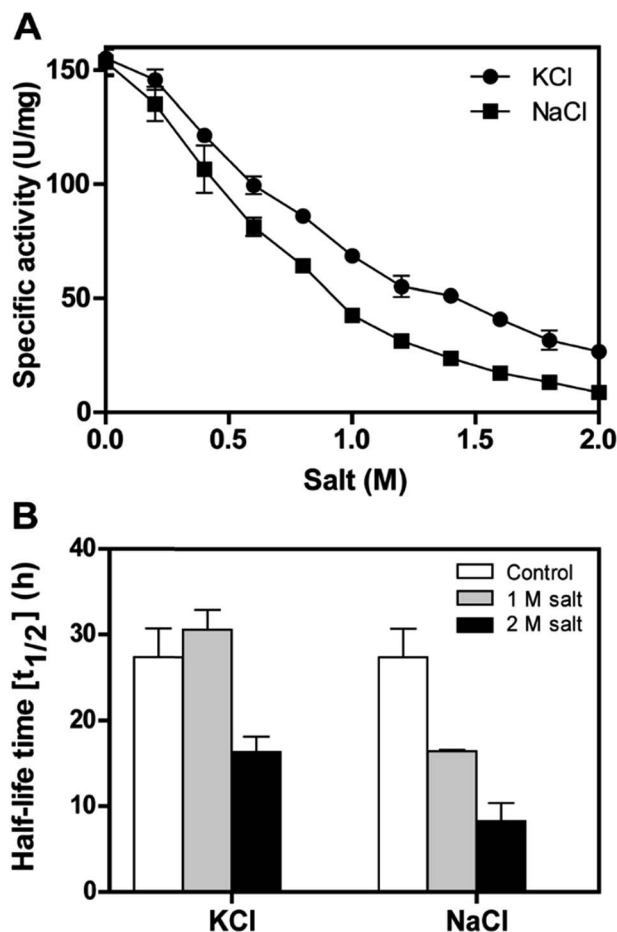 A
Specific activity (U/mg)
150
100
50
0
KCl
NaCl
0.0 0.5 1.0 1.5 2.0
Salt (M)
B
Half-life time [t1/2] (h)
40
30
20
10
0
Control
1 M salt
2 M salt
KCl NaCl